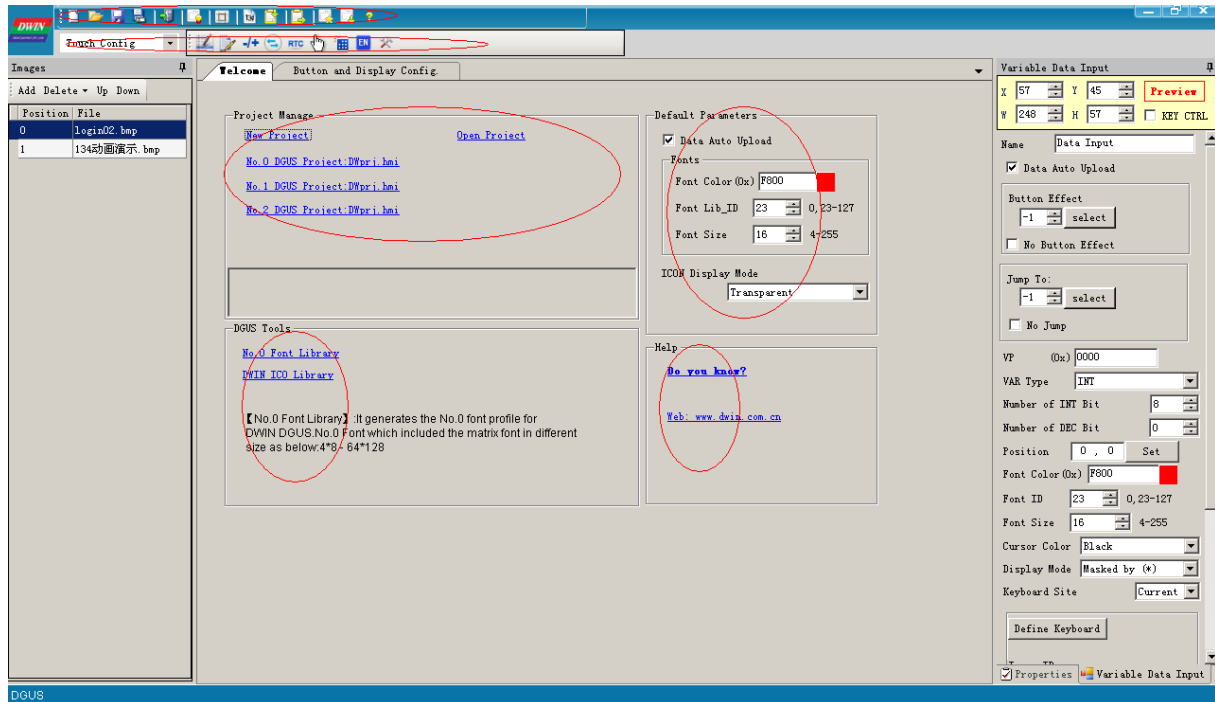 DWIN
Touch Config
-/+
RTC
EN
Images
Add Delete Up Down
Position File
0 login02.bmp
1 134动画演示.bmp
Welcome
Button and Display Config.
Project Manage
New Project
Open Project
No.0 DGUS Project:DWprj.hmi
No.1 DGUS Project:DWprj.hmi
No.2 DGUS Project:DWprj.hmi
DGUS Tools
No.0 Font Library
DWIN ICO Library
【No.0 Font Library】 :It generates the No.0 font profile for
DWIN DGUS.No.0 Font which included the matrix font in different
size as below:4*8 - 64*128
Default Parameters
Data Auto Upload
Fonts
Font Color(0x) F800
Font Lib_ID 23 0,23-127
Font Size 16 4-255
ICON Display Mode
Transparent
Help
Do you know?
Web: www.dwin.com.cn
Variable Data Input
X 57 Y 45 Preview
W 248 H 57 KEY CTRL
Name Data Input
Data Auto Upload
Button Effect
-1 select
No Button Effect
Jump To:
-1 select
No Jump
VP (0x) 0000
VAR Type INT
Number of INT Bit 8
Number of DEC Bit 0
Position 0 , 0 Set
Font Color(0x) F800
Font ID 23 0,23-127
Font Size 16 4-255
Cursor Color Black
Display Mode Masked by (*)
Keyboard Site Current
Define Keyboard
Properties Variable Data Input
DGUS